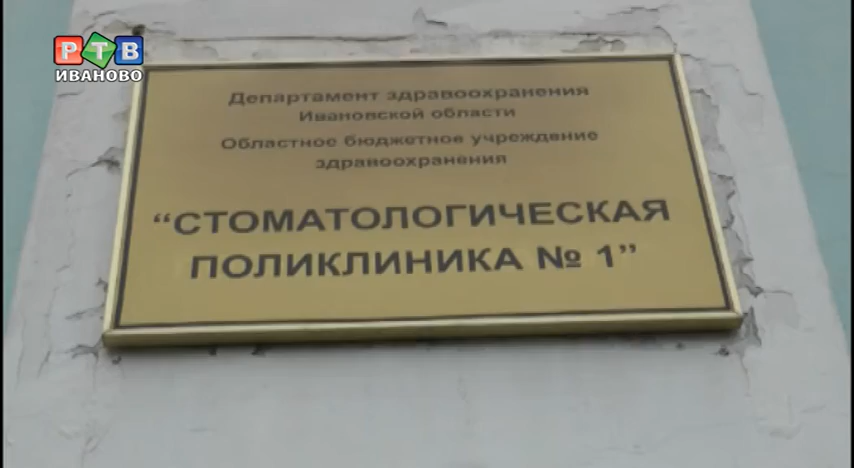 РТВ
ИВАНОВО
Департамент здравоохранения
Ивановской области
Областное бюджетное учреждение
здравоохранения
“СТОМАТОЛОГИЧЕСКАЯ
ПОЛИКЛИНИКА № 1”